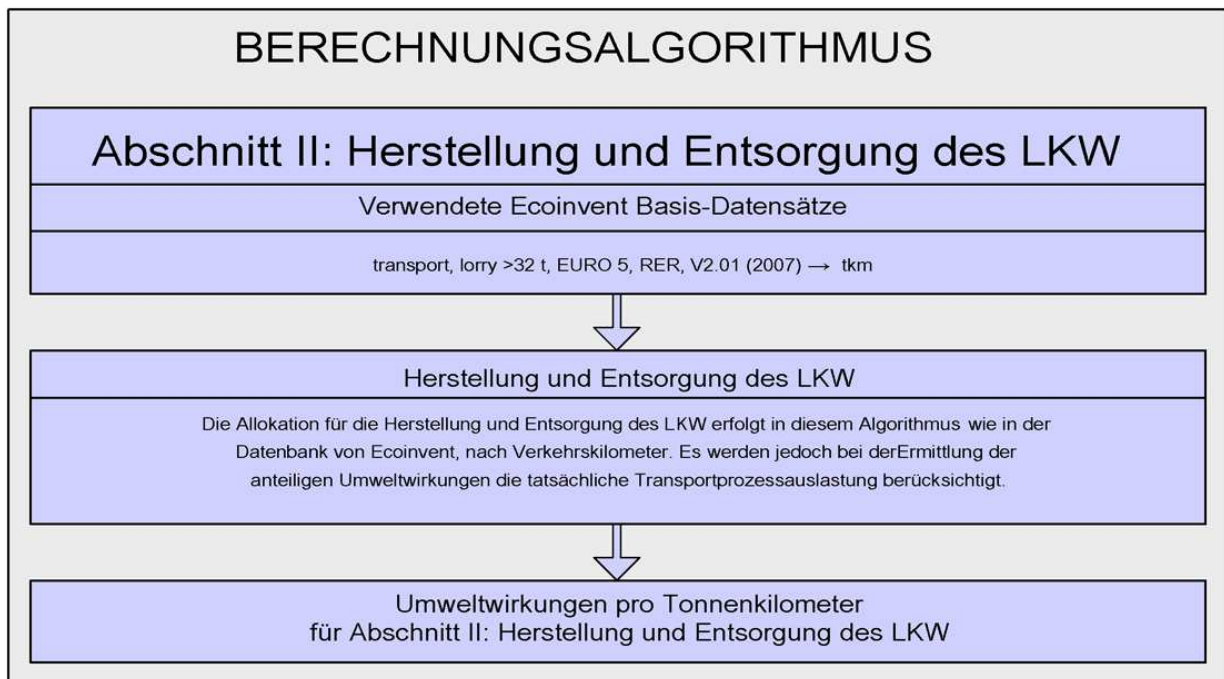 BERECHNUNGSALGORITHMUS
Abschnitt II: Herstellung und Entsorgung des LKW
Verwendete Ecoinvent Basis-Datensätze
transport, lorry >32 t, EURO 5, RER, V2.01 (2007) → tkm
Herstellung und Entsorgung des LKW
Die Allokation für die Herstellung und Entsorgung des LKW erfolgt in diesem Algorithmus wie in der
Datenbank von Ecoinvent, nach Verkehrskilometer. Es werden jedoch bei derErmittlung der
anteiligen Umweltwirkungen die tatsächliche Transportprozessauslastung berücksichtigt.
Umweltwirkungen pro Tonnenkilometer
für Abschnitt II: Herstellung und Entsorgung des LKW